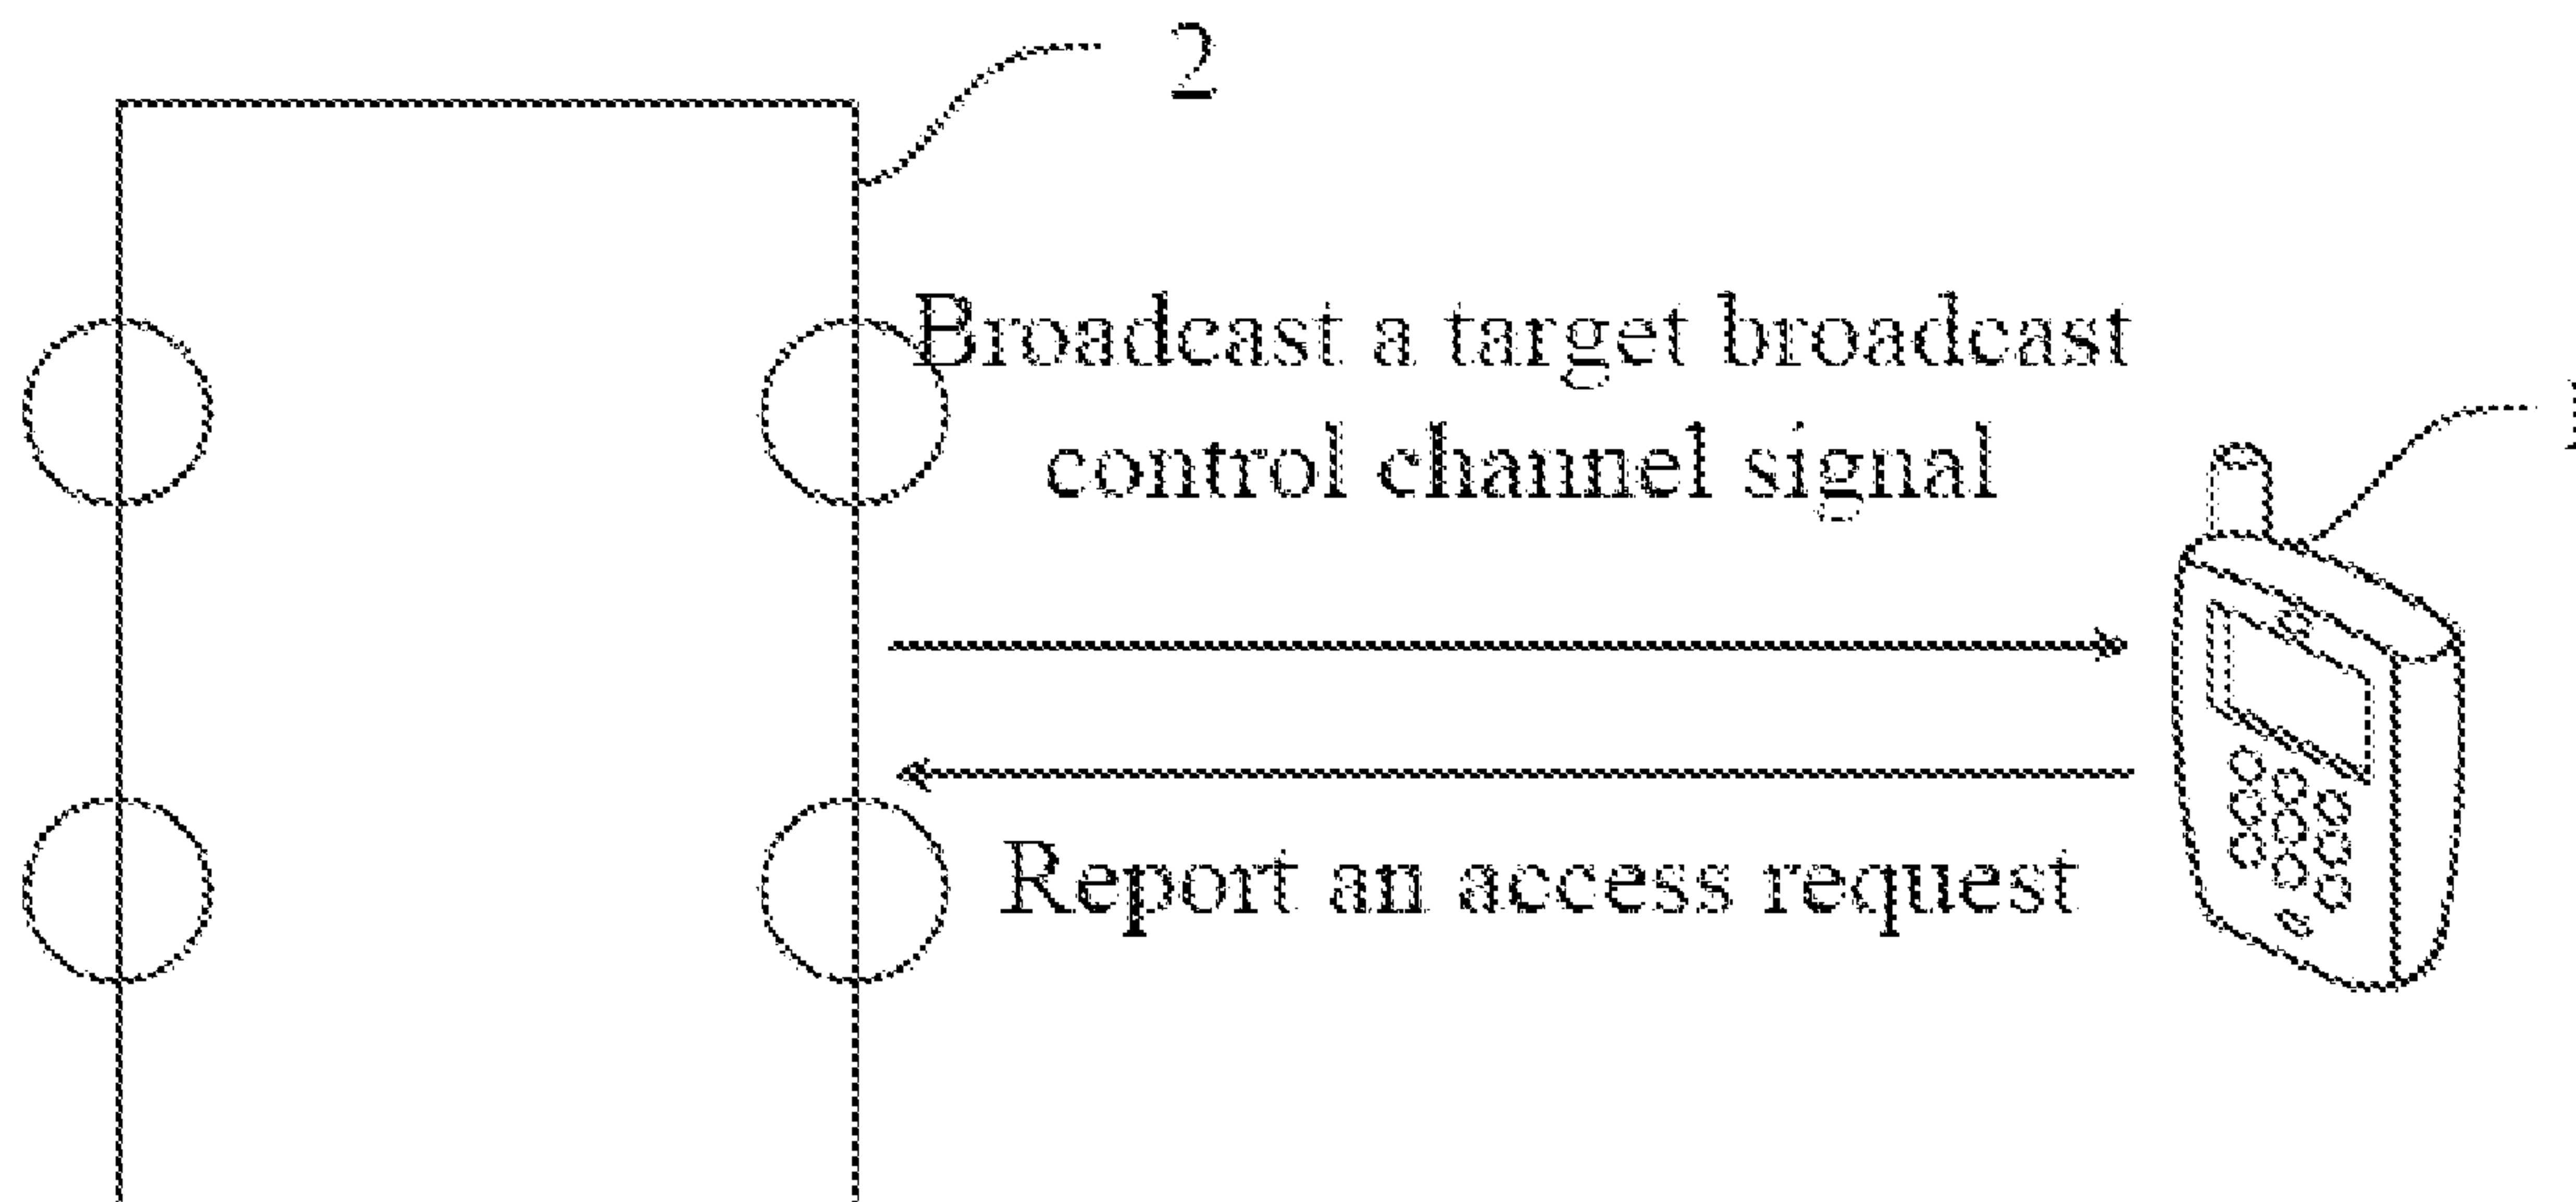 2
Broadcast a target broadcast
control channel signal
Report an access request